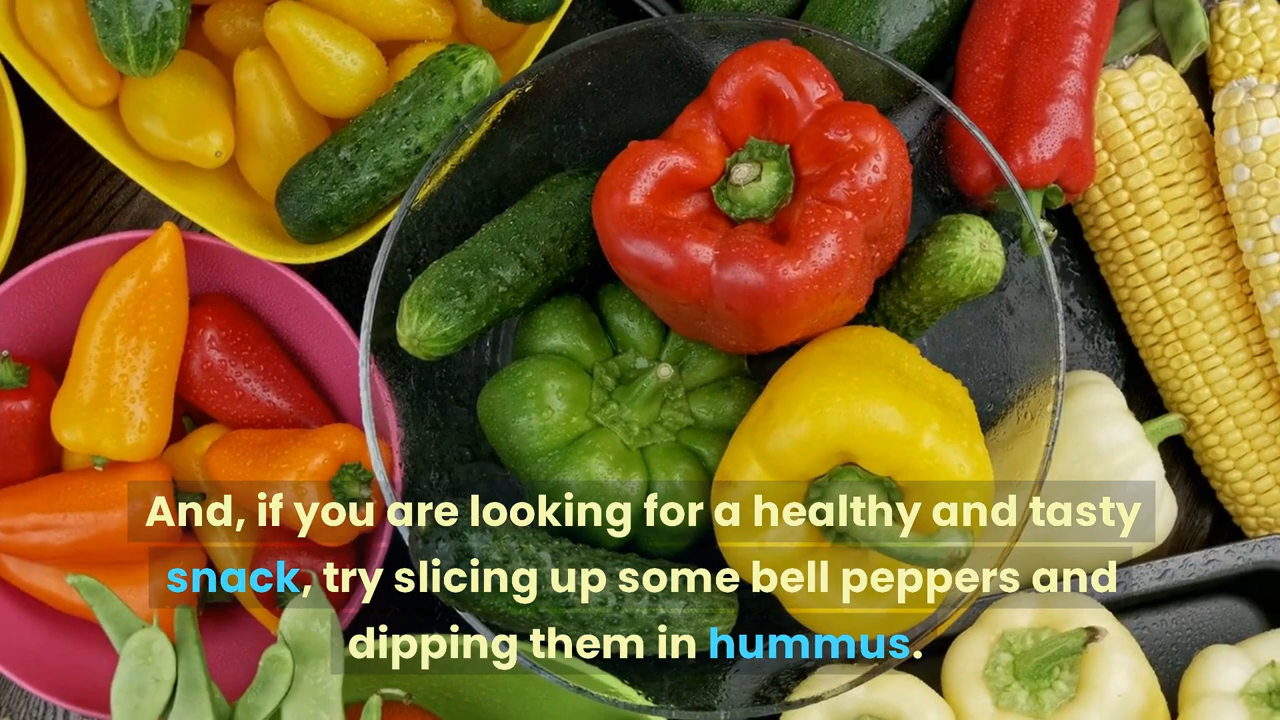 And, if you are looking for a healthy and tasty
snack, try slicing up some bell peppers and
dipping them in hummus.